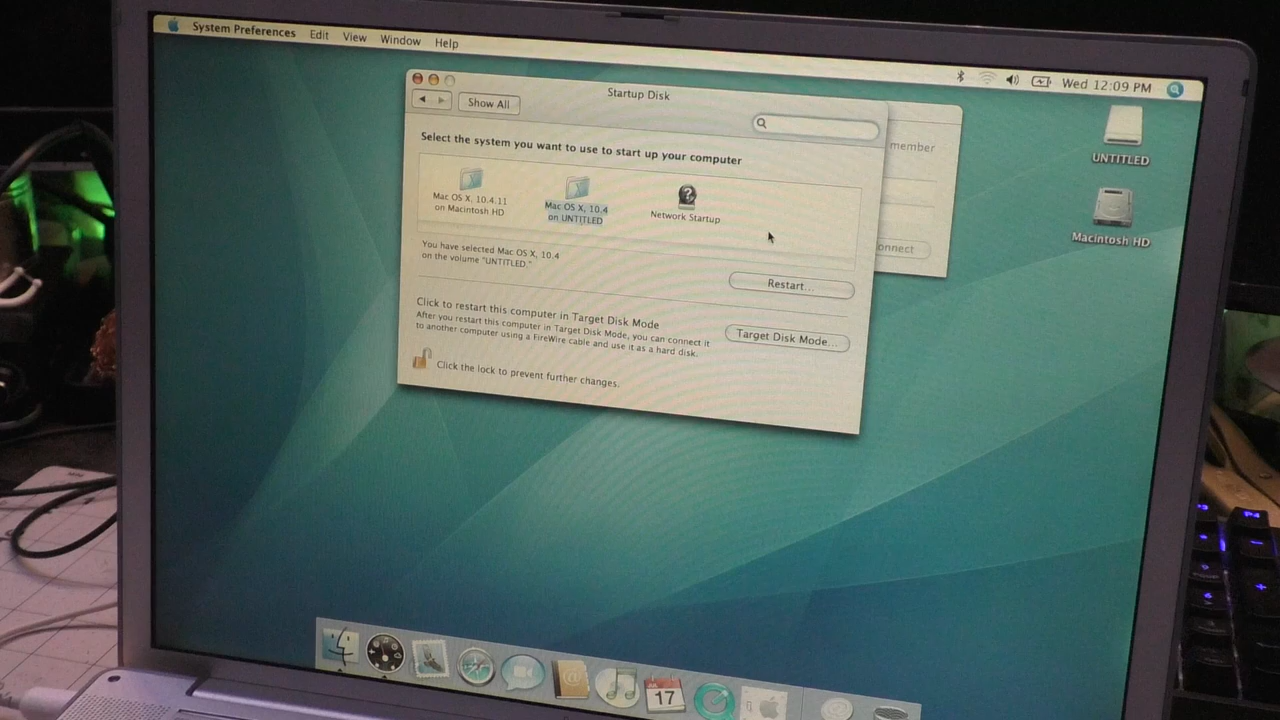 System Preferences Edit View Window Help
Wed 12:09 PM
Startup Disk
Show All
Select the system you want to use to start up your computer
Mac OS X, 10.4.11
on Macintosh HD
Mac OS X, 10.4
on UNTITLED
Network Startup
You have selected Mac OS X, 10.4
on the volume "UNTITLED."
Restart...
Click to restart this computer in Target Disk Mode
After you restart this computer in Target Disk Mode, you can connect it
to another computer using a FireWire cable and use it as a hard disk.
Target Disk Mode...
Click the lock to prevent further changes.
member
onnect
UNTITLED
Macintosh HD
17